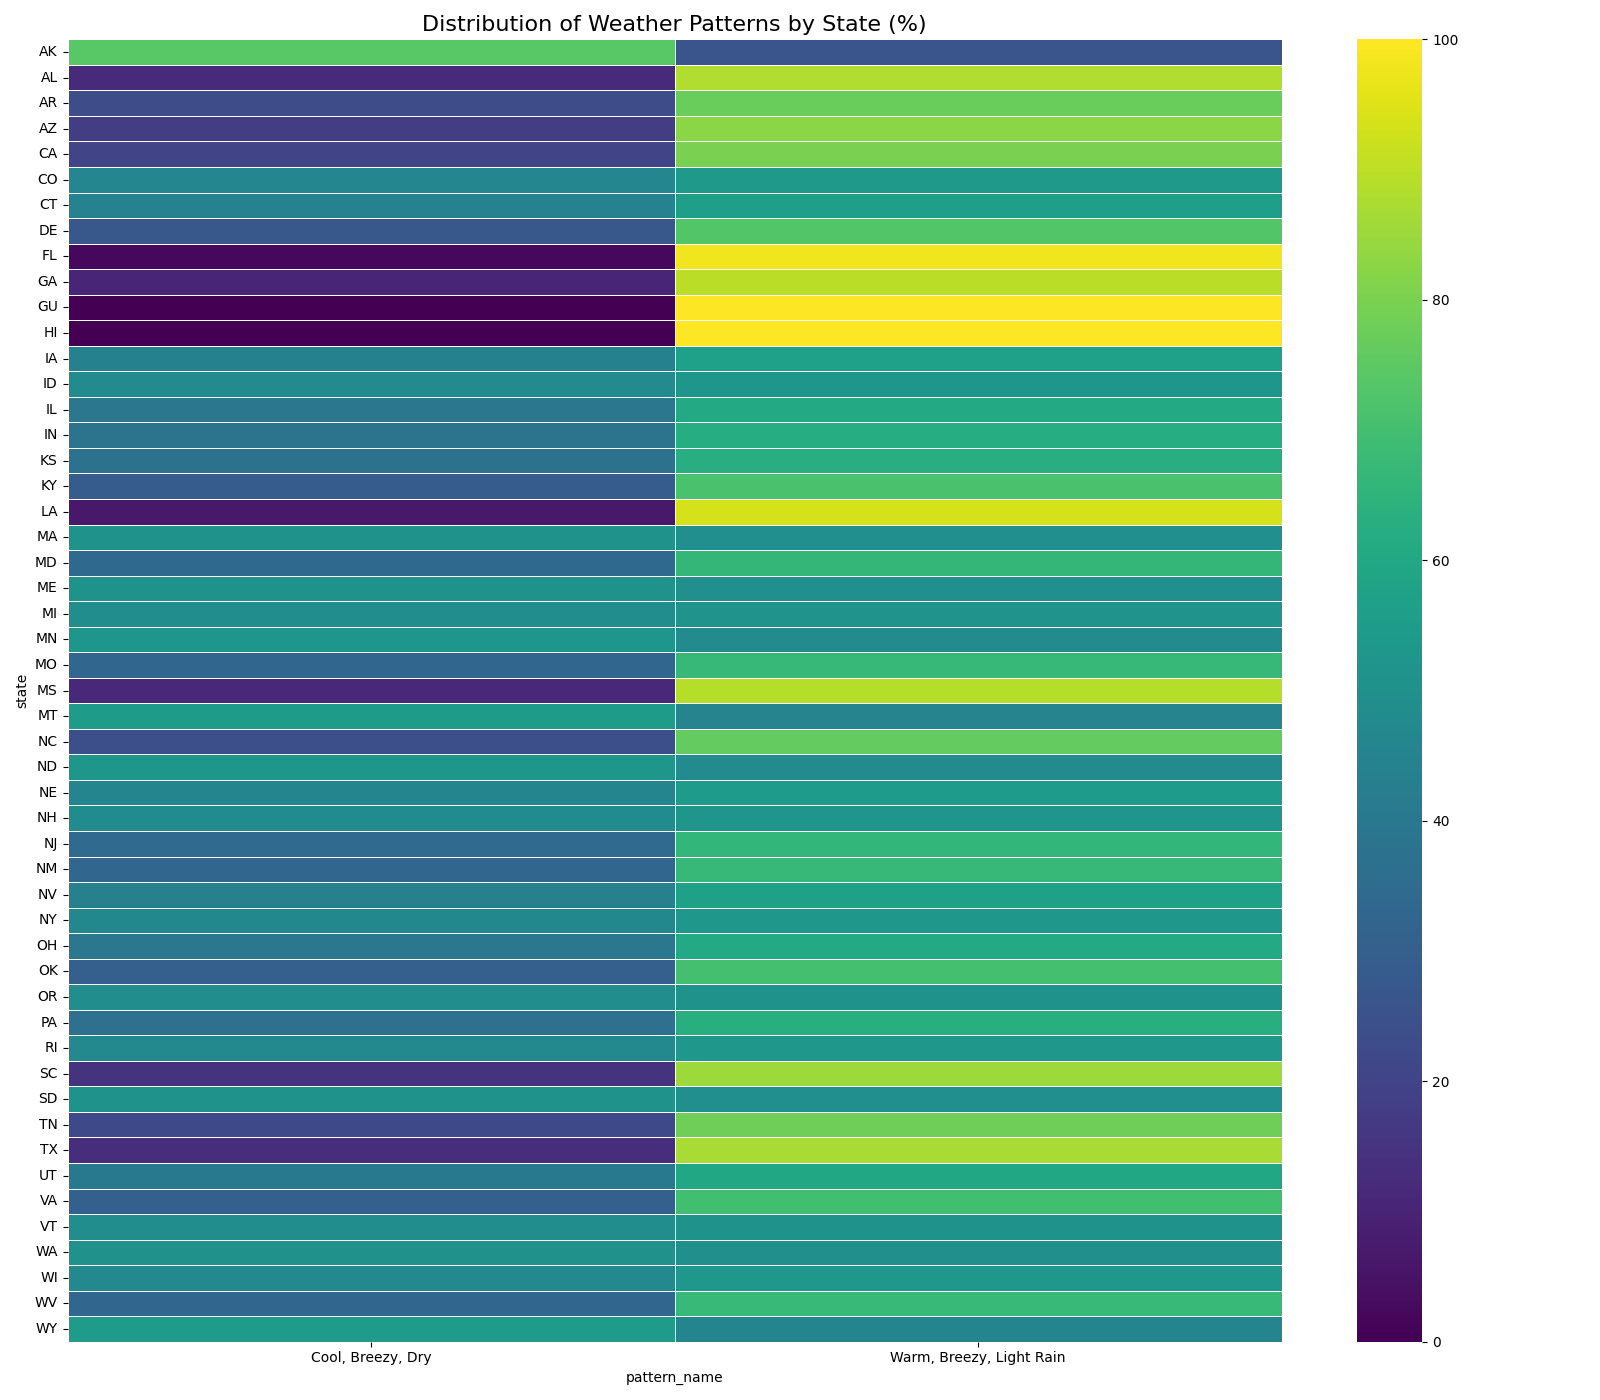 Distribution of Weather Patterns by State (%)
AK
AL
AR
AZ
CA
CO
CT
DE
FL
GA
GU
HI
IA
ID
IL
IN
KS
KY
LA
MA
MD
ME
MI
MN
MO
MS
MT
NC
ND
NE
NH
NJ
NM
NV
NY
OH
OK
OR
PA
RI
SC
SD
TN
TX
UT
VA
VT
WA
WI
WV
WY
state
Cool, Breezy, Dry
Warm, Breezy, Light Rain
pattern_name
100
80
60
40
20
0